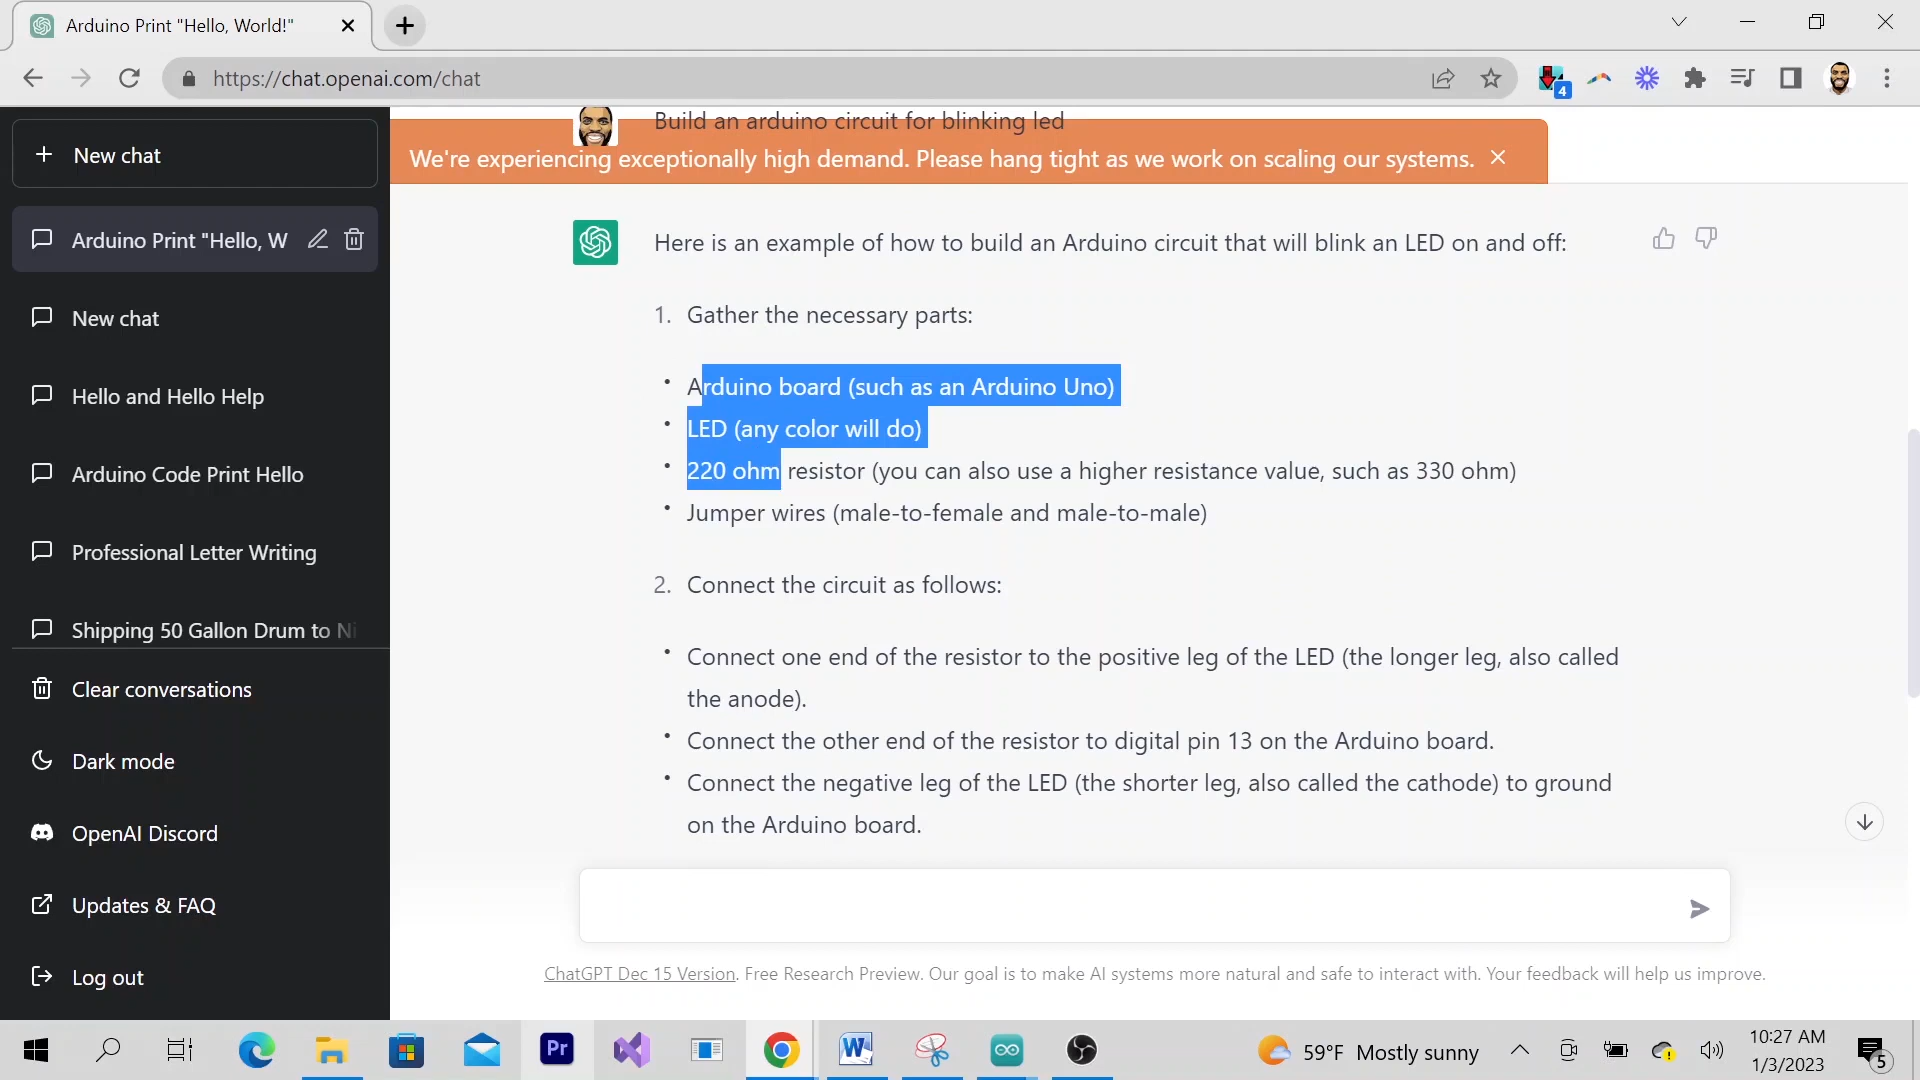 Arduino Print "Hello, World!"
https://chat.openai.com/chat
4
New chat
Arduino Print "Hello, W
New chat
Hello and Hello Help
Arduino Code Print Hello
Professional Letter Writing
Shipping 50 Gallon Drum to Ni
Clear conversations
Dark mode
OpenAI Discord
Updates & FAQ
Log out
Build an arduino circuit for blinking led
We're experiencing exceptionally high demand. Please hang tight as we work on scaling our systems.
Here is an example of how to build an Arduino circuit that will blink an LED on and off:
1. Gather the necessary parts:
• Arduino board (such as an Arduino Uno)
• LED (any color will do)
• 220 ohm resistor (you can also use a higher resistance value, such as 330 ohm)
• Jumper wires (male-to-female and male-to-male)
2. Connect the circuit as follows:
• Connect one end of the resistor to the positive leg of the LED (the longer leg, also called
the anode).
• Connect the other end of the resistor to digital pin 13 on the Arduino board.
• Connect the negative leg of the LED (the shorter leg, also called the cathode) to ground
on the Arduino board.
ChatGPT Dec 15 Version. Free Research Preview. Our goal is to make AI systems more natural and safe to interact with. Your feedback will help us improve.
Pr
W
59°F Mostly sunny
10:27 AM
1/3/2023
5